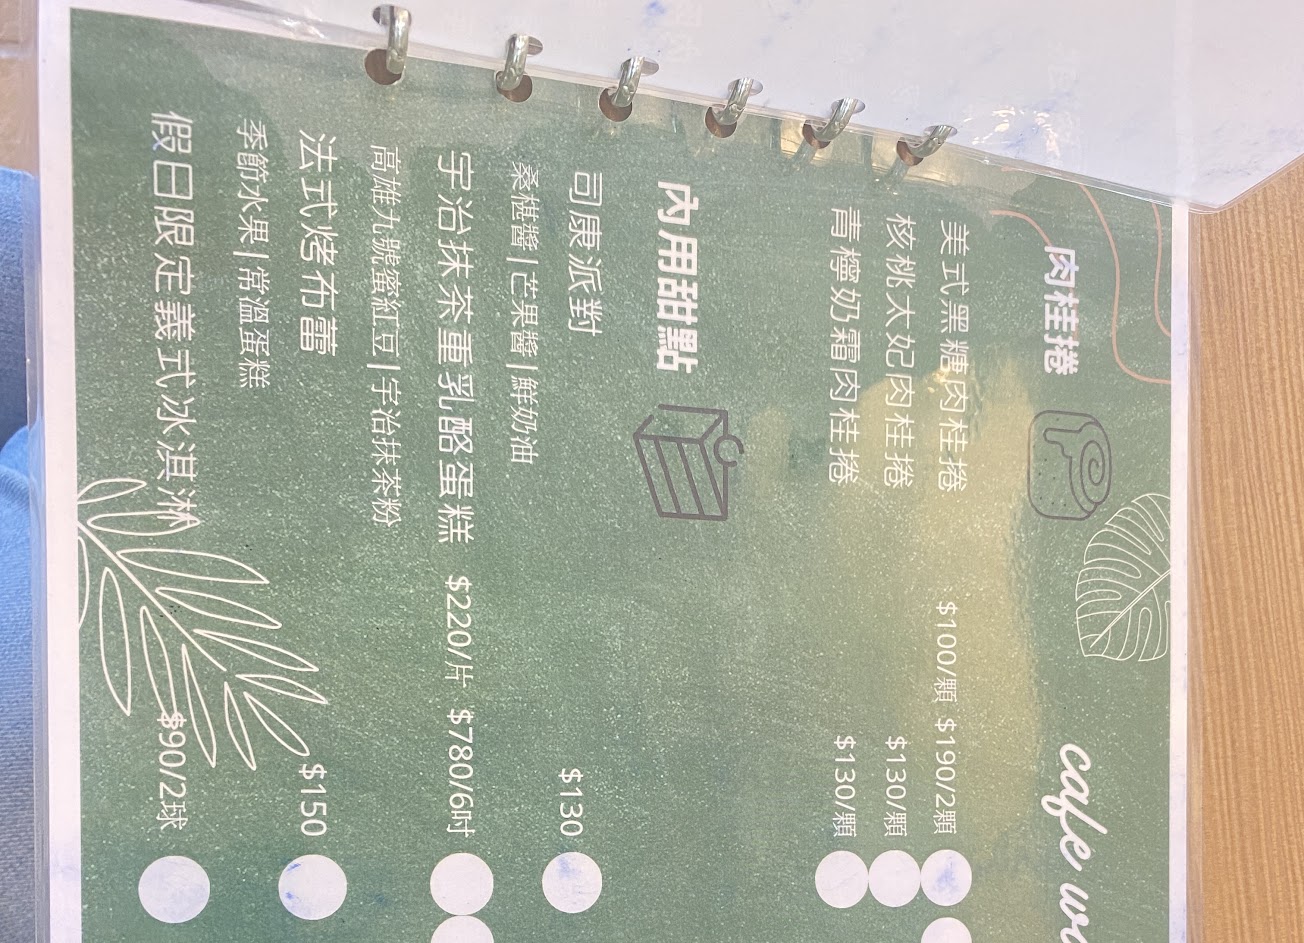 肉桂捲 cafe
美式黑糖肉桂捲 $100/顆 $190/2顆
核桃太妃肉桂捲 $130/顆
青檸奶霜肉桂捲 $130/顆
內用甜點
司康派對 $130
桑椹醬|芒果醬|鮮奶油
宇治抹茶重乳酪蛋糕 $220/片 $780/6吋
高雄九號蜜紅豆|宇治抹茶粉
法式烤布蕾 $150
季節水果|常溫蛋糕
假日限定義式冰淇淋 $90/2球